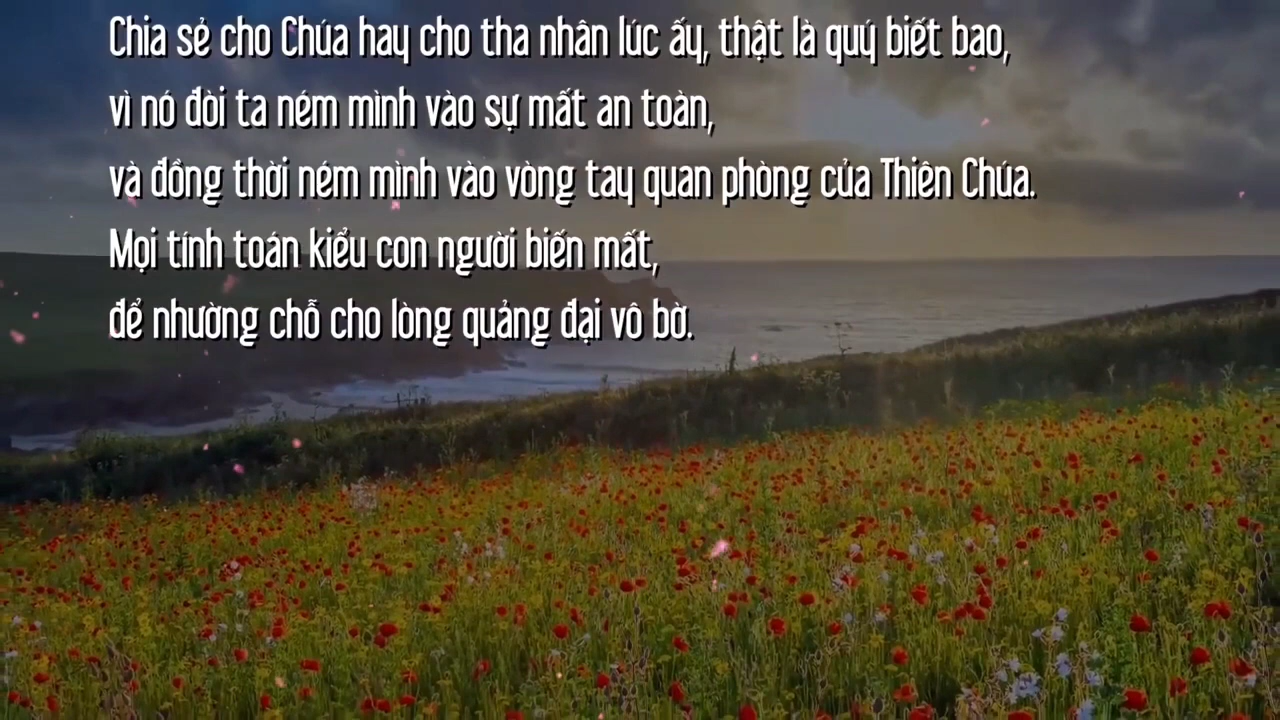 Chia sẻ cho Chúa hay cho tha nhân lúc ấy, thật là quý biết bao,
vì nó đòi ta ném mình vào sự mất an toàn,
và đồng thời ném mình vào vòng tay quan phòng của Thiên Chúa.
Mọi tính toán kiểu con người biến mất,
để nhường chỗ cho lòng quảng đại vô bờ.